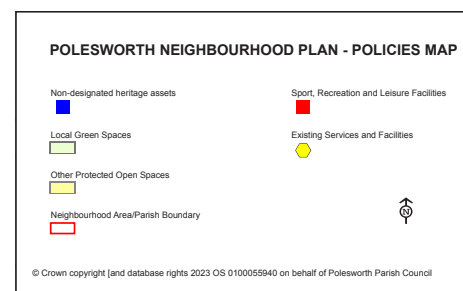 POLESWORTH NEIGHBOURHOOD PLAN - POLICIES MAP
Non-designated heritage assets
Sport, Recreation and Leisure Facilities
Local Green Spaces
Existing Services and Facilities
Other Protected Open Spaces
Neighbourhood Area/Parish Boundary
N
© Crown copyright [and database rights 2023 OS 0100055940 on behalf of Polesworth Parish Council